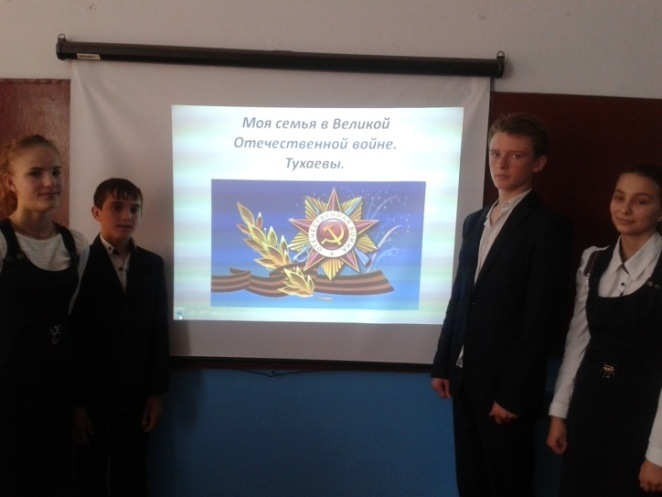 Моя семья в Великой
Отечественной войне.
Тухаевы.